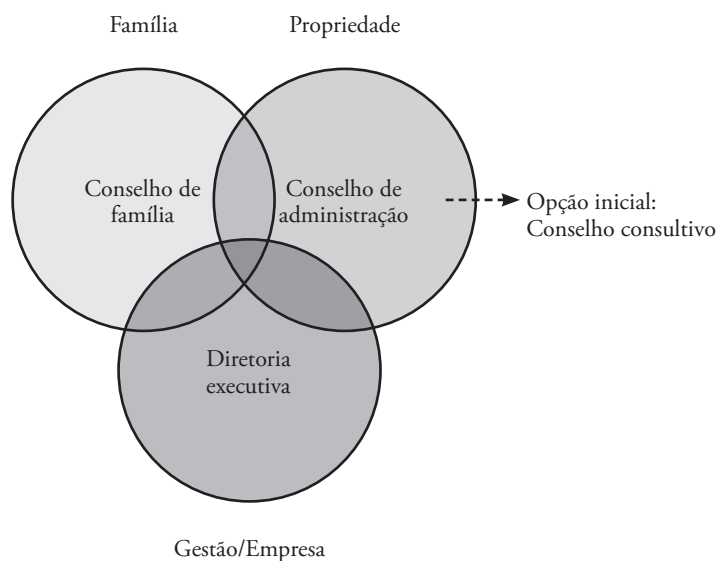 Família
Propriedade
Conselho de
família
Conselho de
administração
Opção inicial:
Conselho consultivo
Diretoria
executiva
Gestão/Empresa